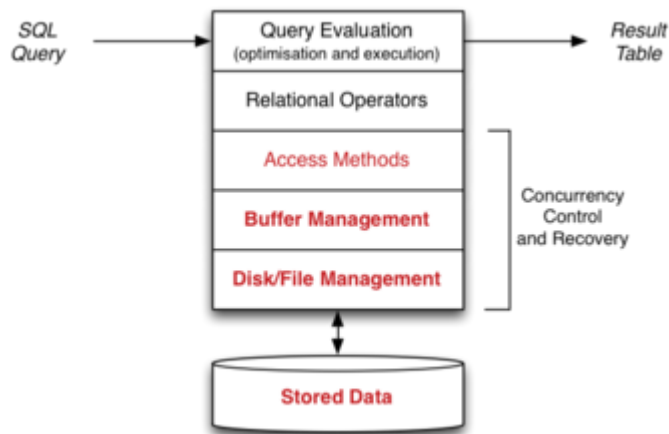 SQL
Query
Query Evaluation
(optimisation and execution)
Result
Table
Relational Operators
Access Methods
Buffer Management
Disk/File Management
Concurrency
Control
and Recovery
Stored Data